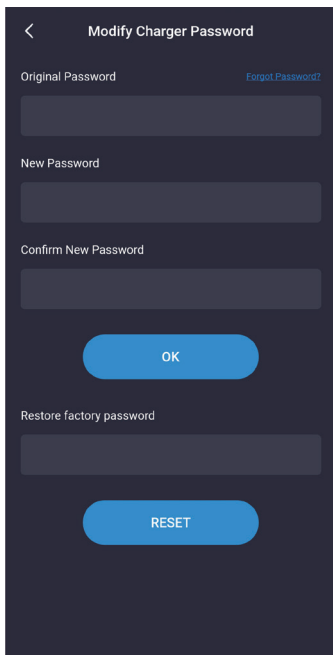 Modify Charger Password
Original Password Forgot Password?
New Password
Confirm New Password
OK
Restore factory password
RESET